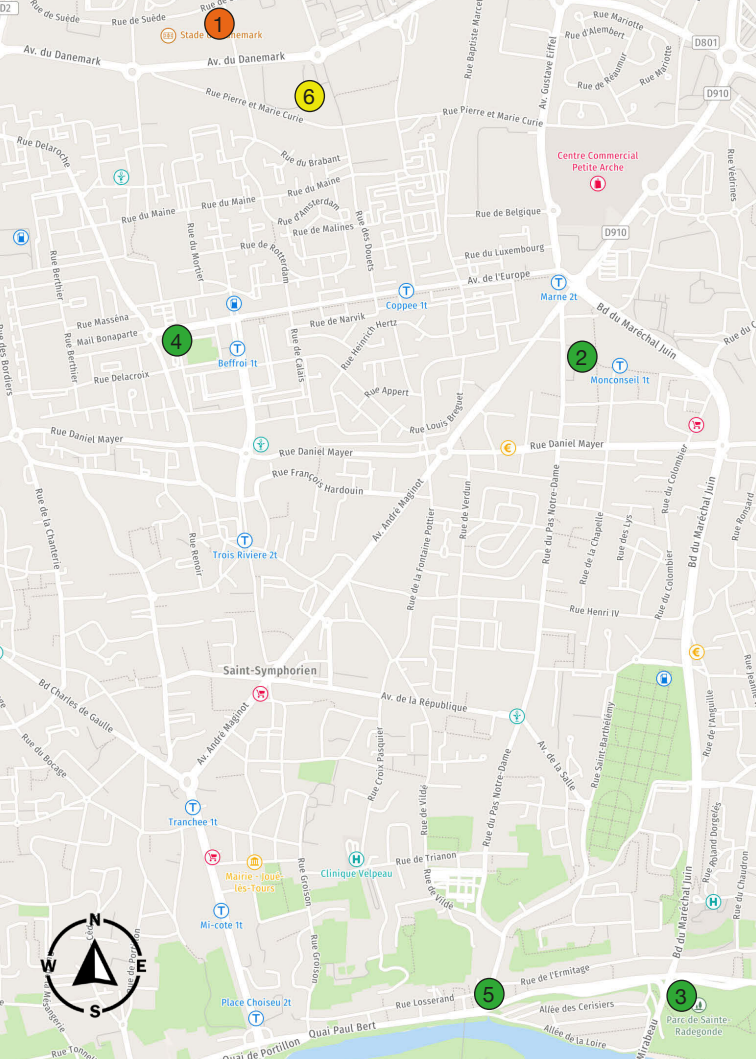 D2
Rue de Suède
Rue de Suède
1
Stade
nemark
Av. du Danemark
Av. du Danemark
6
Rue Pierre et Marie Curie
Rue Pierre et Marie Curie
Rue Baptiste Marcet
Av. Gustave Eiffel
Rue Mariotte
Rue d'Alembert
Rue de Réaumur
Rue Mariotte
D801
D910
Centre Commercial
Petite Arche
Rue Védrines
Rue Delaroche
Rue du Brabant
Rue du Maine
Rue du Maine
Rue du Maine
Rue d'Amsterdam
Rue de Malines
Rue des Douets
Rue de Belgique
D910
Rue du Mortier
Rue de Rotterdam
Rue du Luxembourg
Av. de l'Europe
Rue Berthier
T
Coppee 1t
T
Marne 2t
Bd du Maréchal Juin
Rue Masséna
Mail Bonaparte
4
Rue de Narvik
Rue Heinrich Hertz
2
Rue des Bordiers
Rue Berthier
T
Beffroi 1t
Rue de Calais
T
Monconseil 1t
Rue Delacroix
Rue Appert
Rue Louis Breguet
Rue Daniel Mayer
Rue Daniel Mayer
€
Rue Daniel Mayer
Rue François Hardouin
Rue du Colombier
Rue de la Chanterie
Av. André Maginot
Rue de la Fontaine Pottier
Rue de Verdun
Rue du Pas Notre-Dame
Rue de la Chapelle
Rue des Lys
Rue du Colombier
Bd du Maréchal Juin
Rue Ronsard
T
Trois Riviere 2t
Rue Renoir
Rue Henri IV
Saint-Symphorien
€
Bd Charles de Gaulle
Av. de la République
Rue Saint-Barthélémy
Rue de l'Anguille
Rue du Bocage
Av. André Maginot
Rue Croix Pasquier
Rue du Pas Notre-Dame
Av. de la Salle
T
Tranchee 1t
Rue de Vildé
Rue Roland Dorgelès
H
Clinique Velpeau
Rue de Trianon
Mairie - Joué-
lès-Tours
Rue Groison
Rue de Vildé
Rue du Chaudron
H
T
Mi-cote 1t
Bd du Maréchal Juin
N
W
E
S
Rue de Portillon
Rue Groison
Rue de l'Ermitage
5
3
Place Choiseu 2t
T
Rue Losserand
Allée des Cerisiers
Parc de Sainte-
Radegonde
Quai Paul Bert
Allée de la Loire
Mirabeau
Quai de Portillon